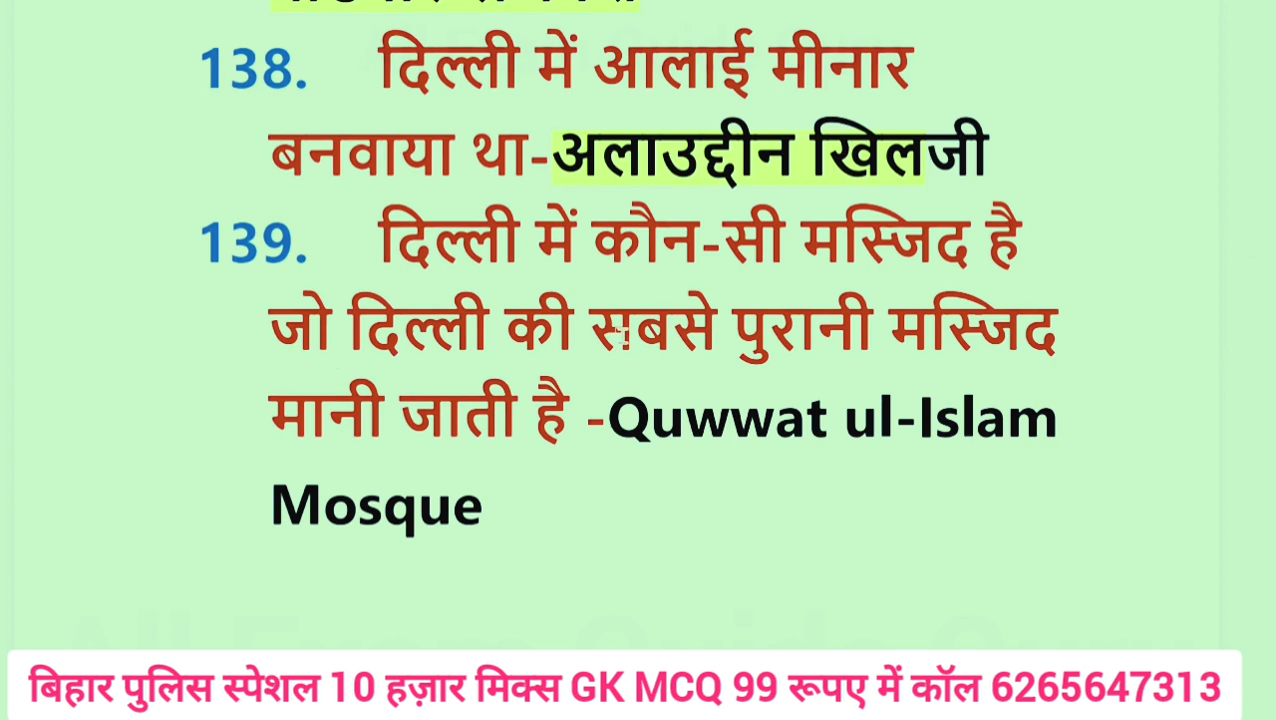 138. दिल्ली में आलाई मीनार
बनवाया था-अलाउद्दीन खिलजी
139. दिल्ली में कौन-सी मस्जिद है
जो दिल्ली की सबसे पुरानी मस्जिद
मानी जाती है -Quwwat ul-Islam
Mosque
बिहार पुलिस स्पेशल 10 हज़ार मिक्स GK MCQ 99 रूपए में कॉल 6265647313